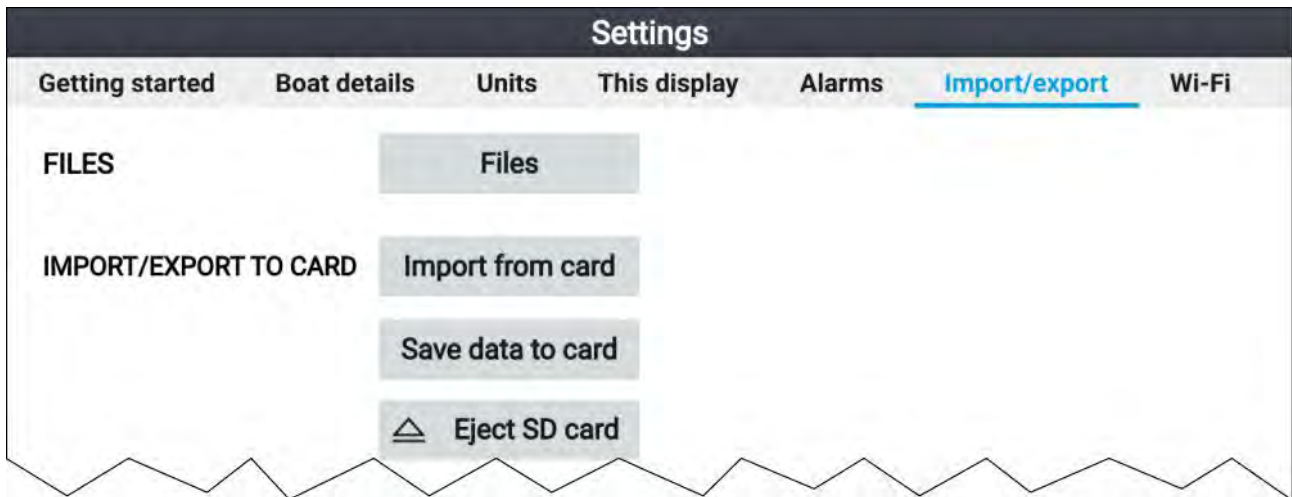 Settings
Getting started Boat details Units This display Alarms Import/export Wi-Fi
FILES Files
IMPORT/EXPORT TO CARD Import from card
Save data to card
Eject SD card